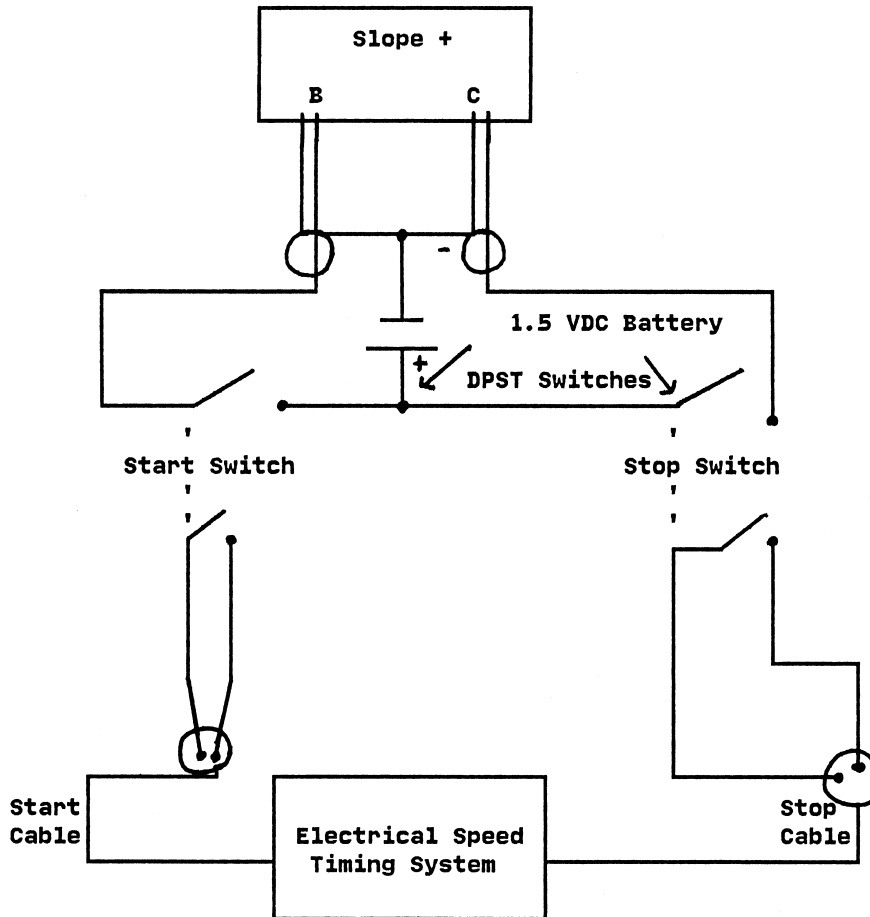 Slope +
B C
-
1.5 VDC Battery
+
DPST Switches
Start Switch
Stop Switch
Start
Cable
Stop
Cable
Electrical Speed
Timing System